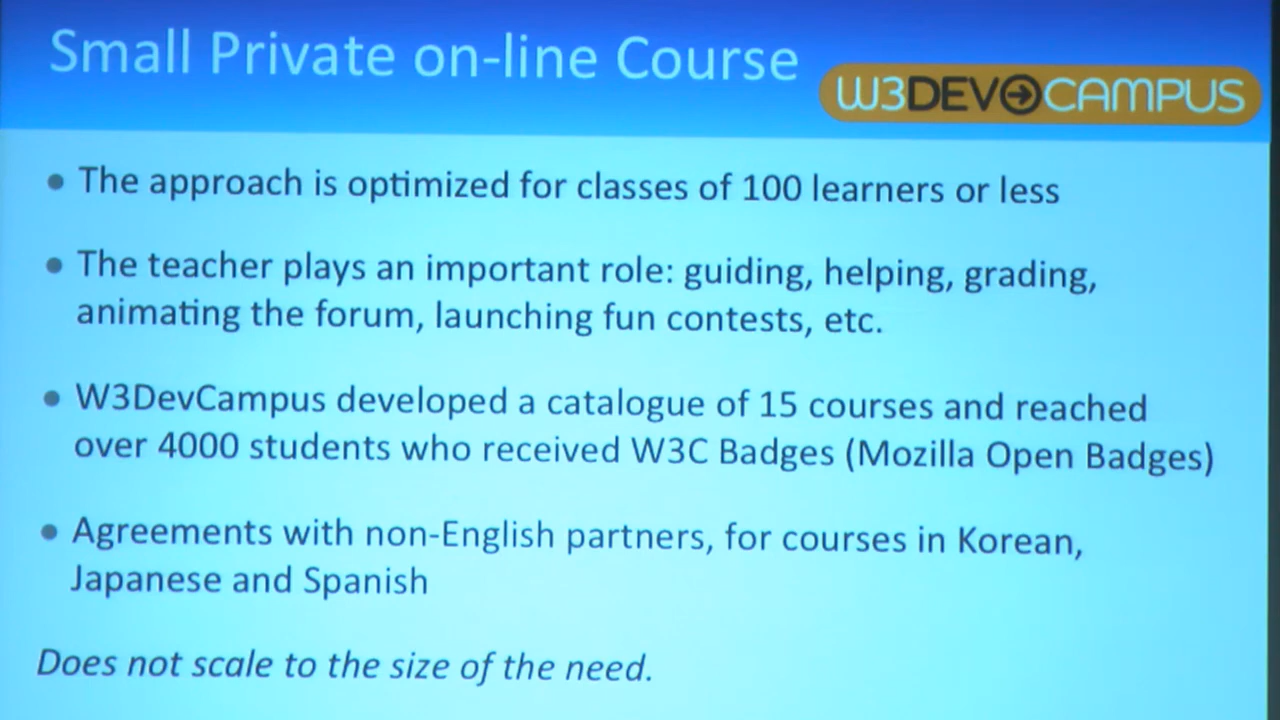 Small Private on-line Course
W3DEVCAMPUS
• The approach is optimized for classes of 100 learners or less
• The teacher plays an important role: guiding, helping, grading,
animating the forum, launching fun contests, etc.
• W3DevCampus developed a catalogue of 15 courses and reached
over 4000 students who received W3C Badges (Mozilla Open Badges)
• Agreements with non-English partners, for courses in Korean,
Japanese and Spanish
Does not scale to the size of the need.